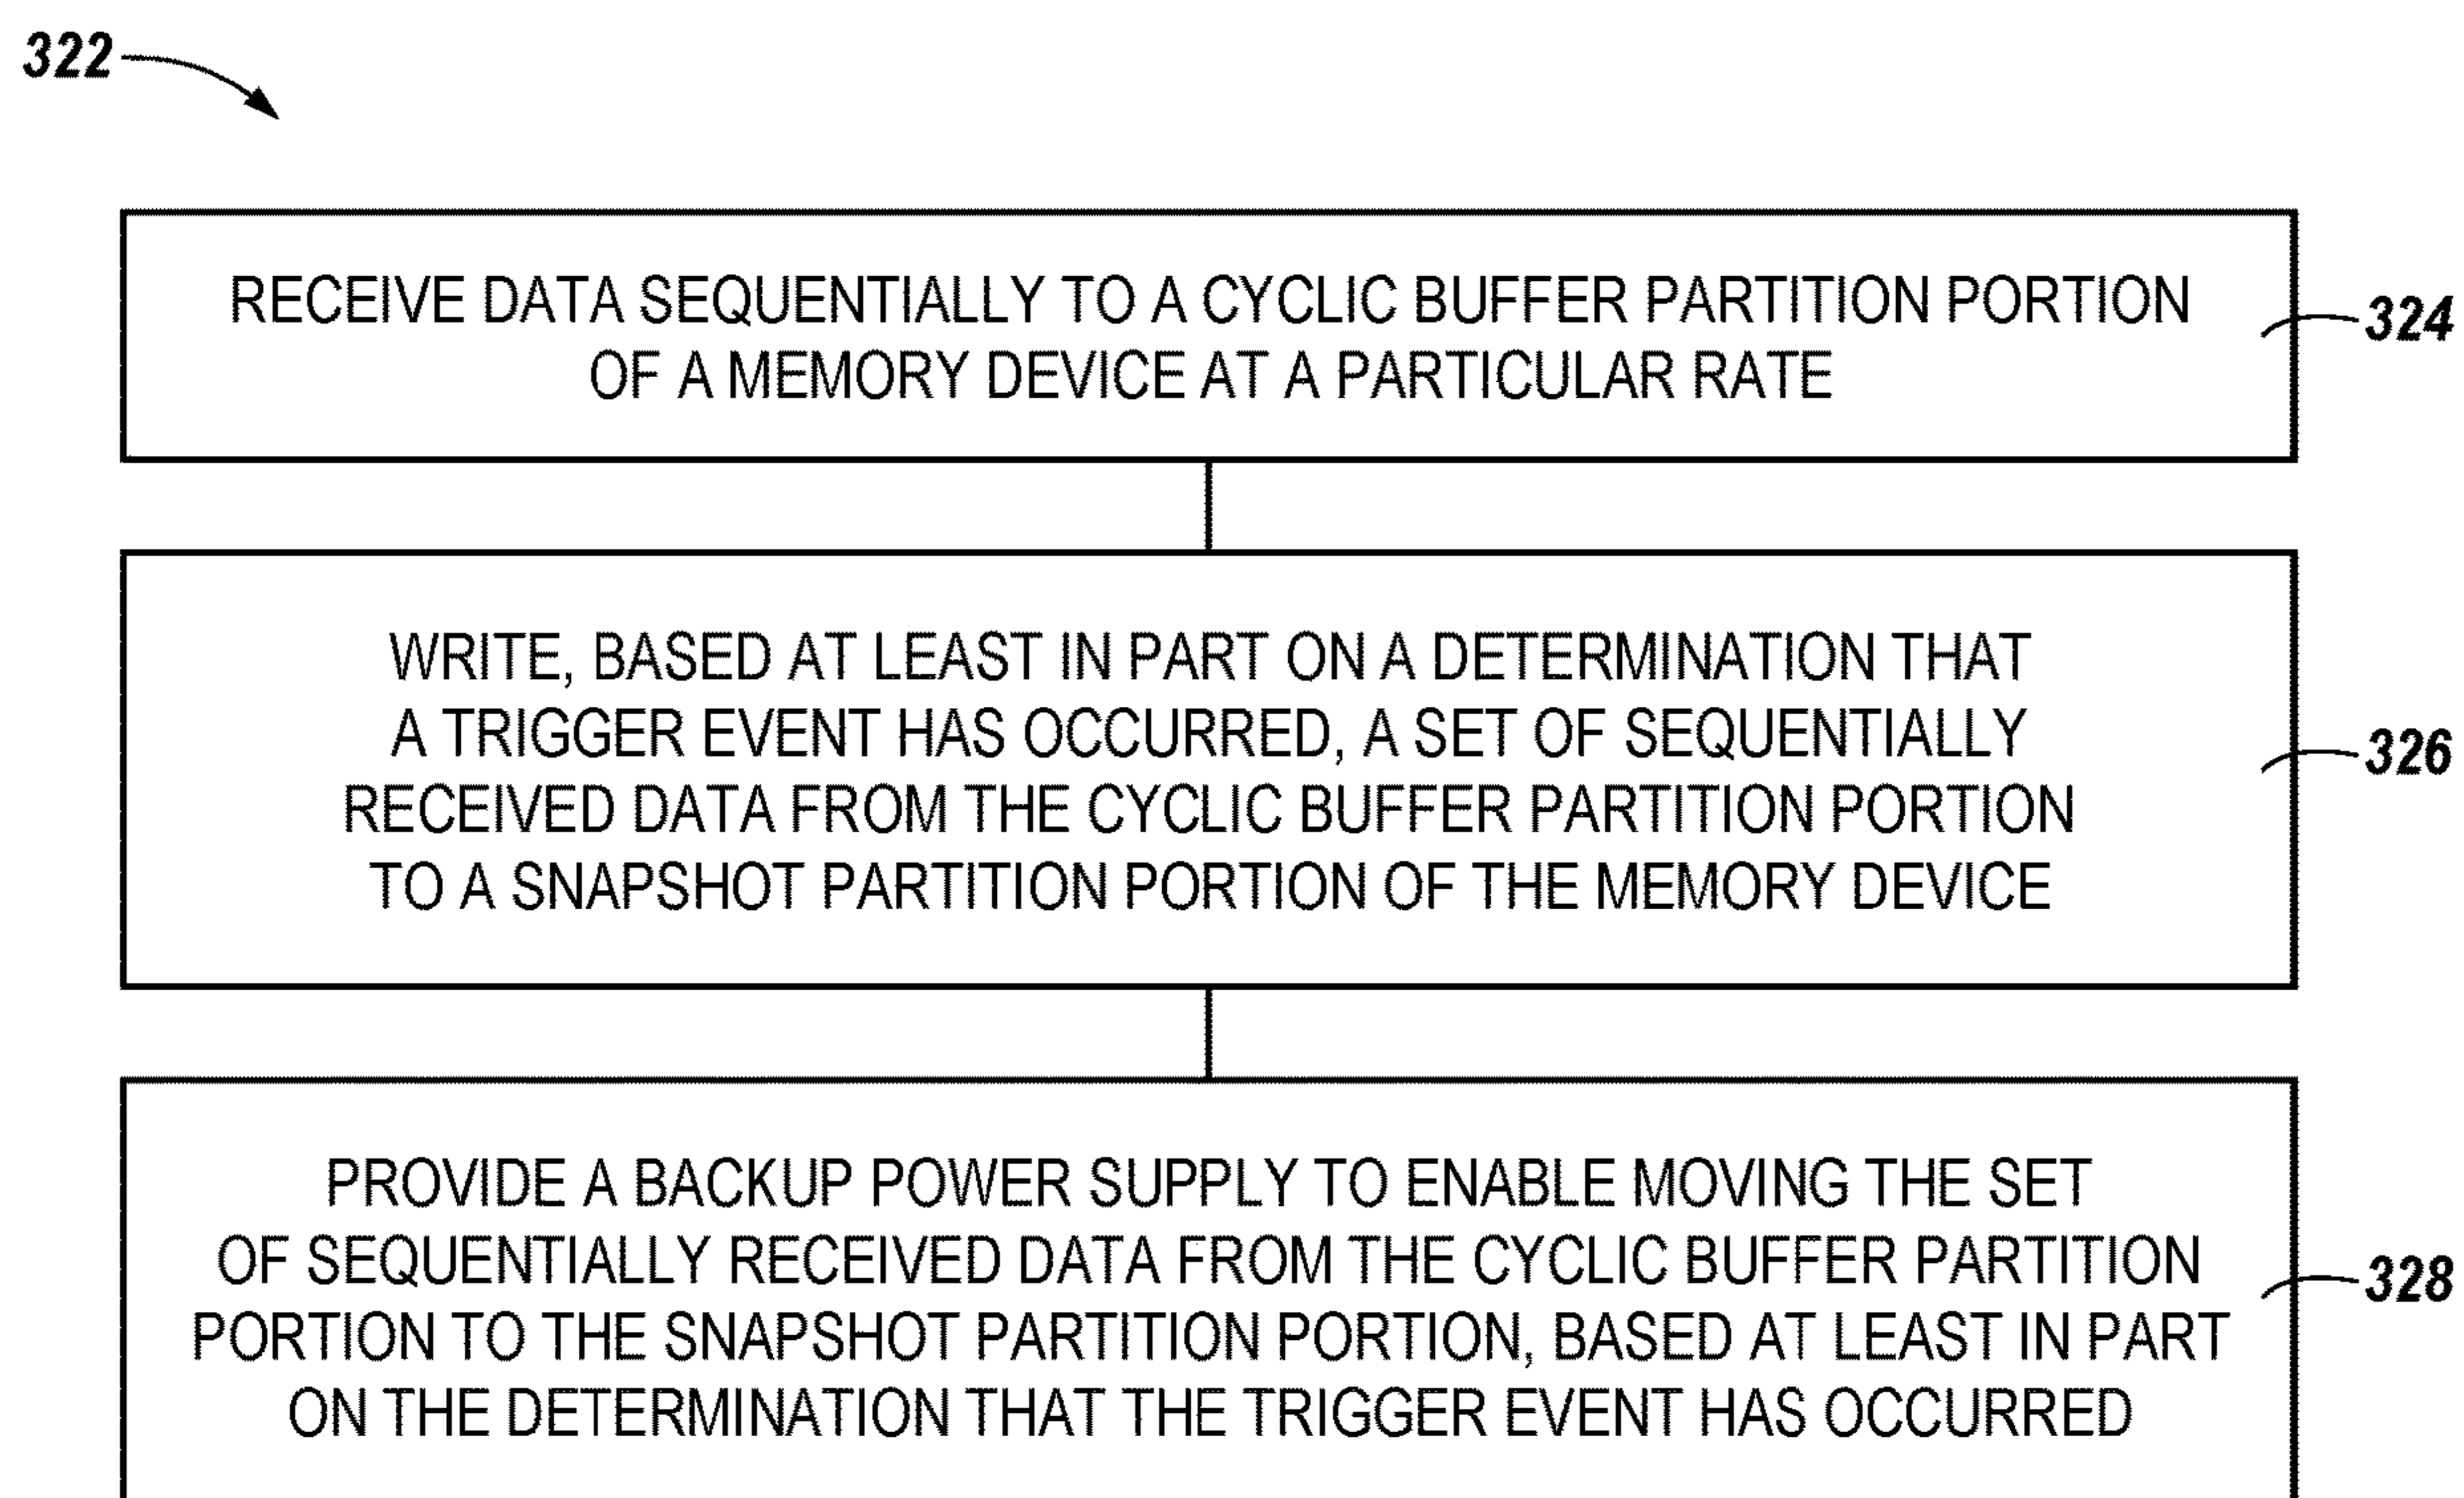 322
RECEIVE DATA SEQUENTIALLY TO A CYCLIC BUFFER PARTITION PORTION
OF A MEMORY DEVICE AT A PARTICULAR RATE
324
WRITE, BASED AT LEAST IN PART ON A DETERMINATION THAT
A TRIGGER EVENT HAS OCCURRED, A SET OF SEQUENTIALLY
RECEIVED DATA FROM THE CYCLIC BUFFER PARTITION PORTION
TO A SNAPSHOT PARTITION PORTION OF THE MEMORY DEVICE
326
PROVIDE A BACKUP POWER SUPPLY TO ENABLE MOVING THE SET
OF SEQUENTIALLY RECEIVED DATA FROM THE CYCLIC BUFFER PARTITION
PORTION TO THE SNAPSHOT PARTITION PORTION, BASED AT LEAST IN PART
ON THE DETERMINATION THAT THE TRIGGER EVENT HAS OCCURRED
328